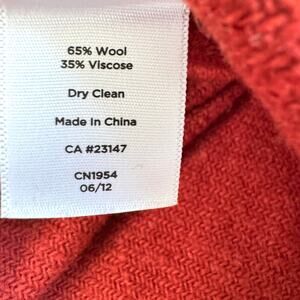 65% Wool
35% Viscose
Dry Clean
Made In China
CA #23147
CN1954
06/12